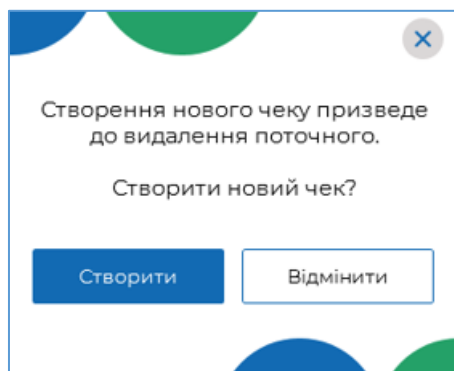 Створення нового чеку призведе
до видалення поточного.
Створити новий чек?
Створити
Відмінити